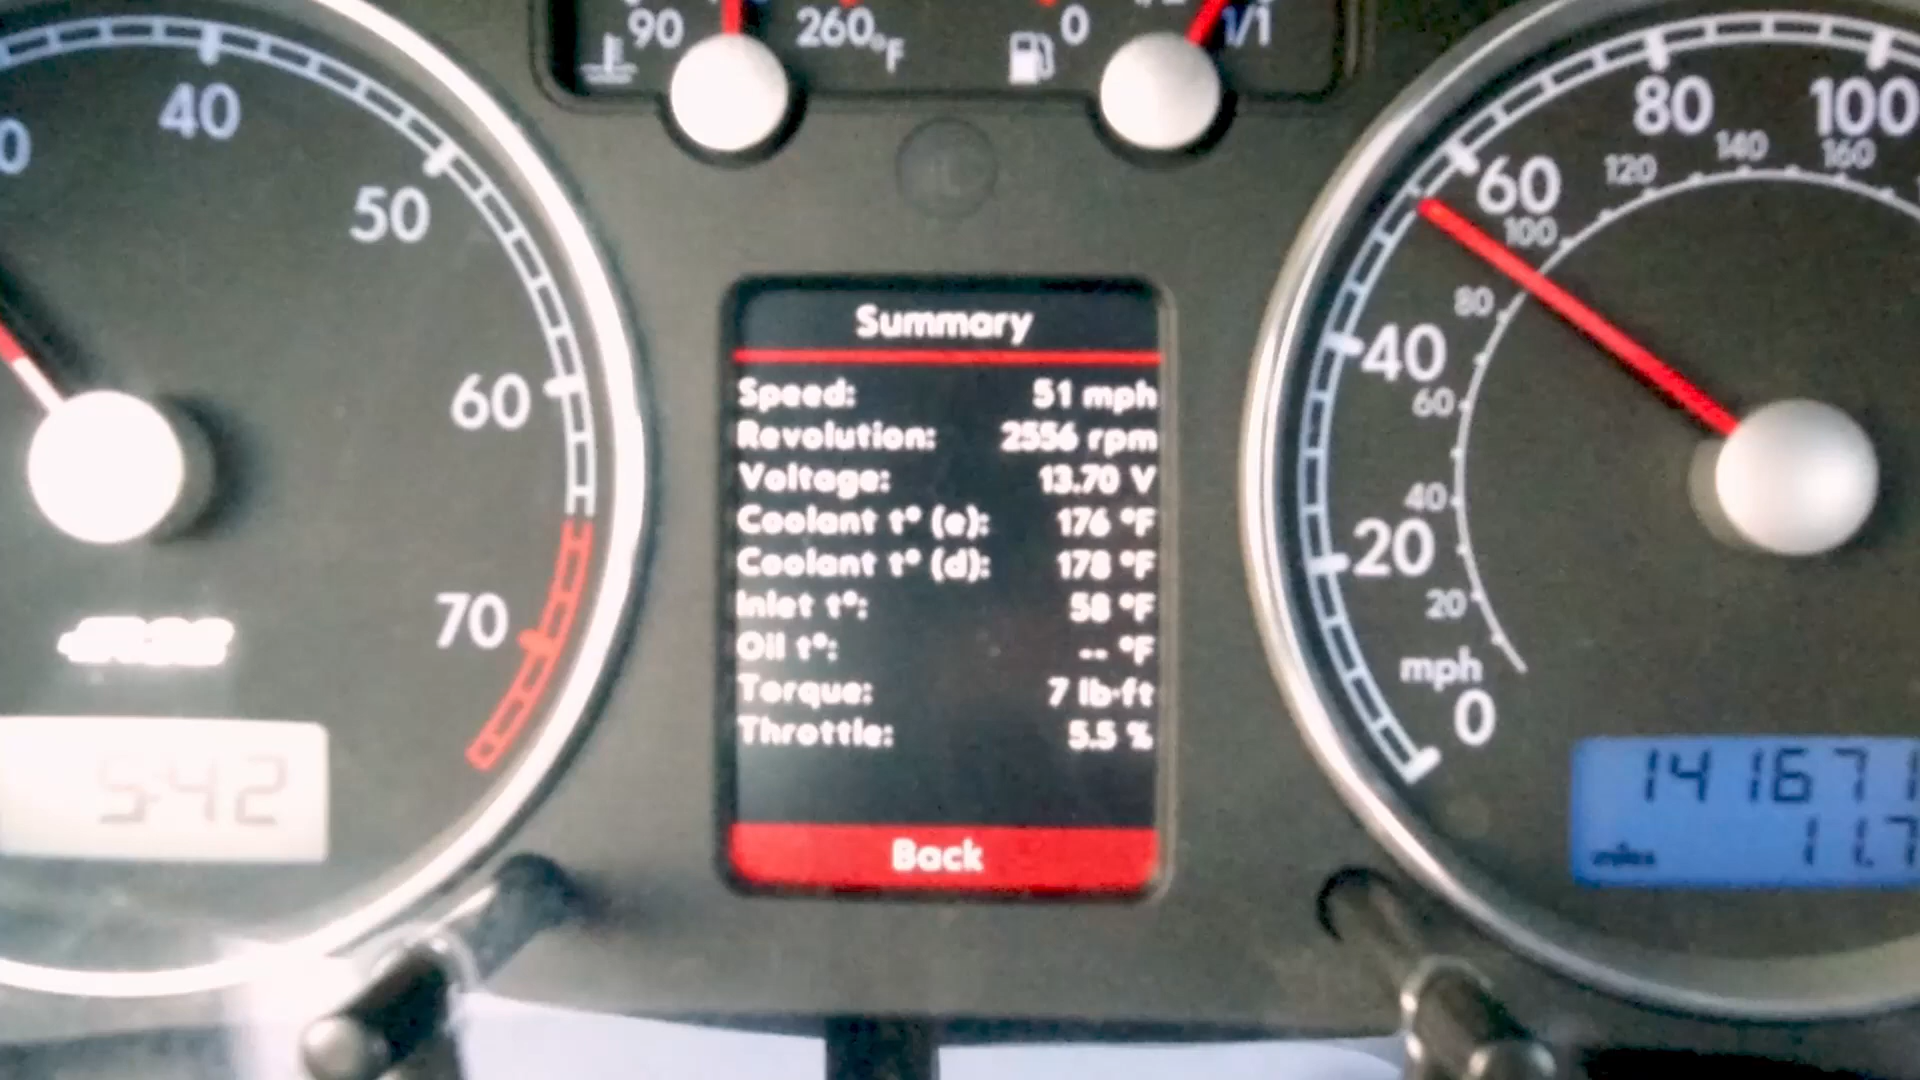 90 260°F 0 1/1
40
50
60
70
5:42
Summary
Speed: 51 mph
Revolution: 2556 rpm
Voltage: 13.70 V
Coolant t° (e): 176 °F
Coolant t° (d): 178 °F
Inlet t°: 58 °F
Oil t°: -- °F
Torque: 7 lb·ft
Throttle: 5.5 %
Back
80 100
120 140 160
60
100
80
40
60
40
20
20
mph
0
141671
miles 11.7